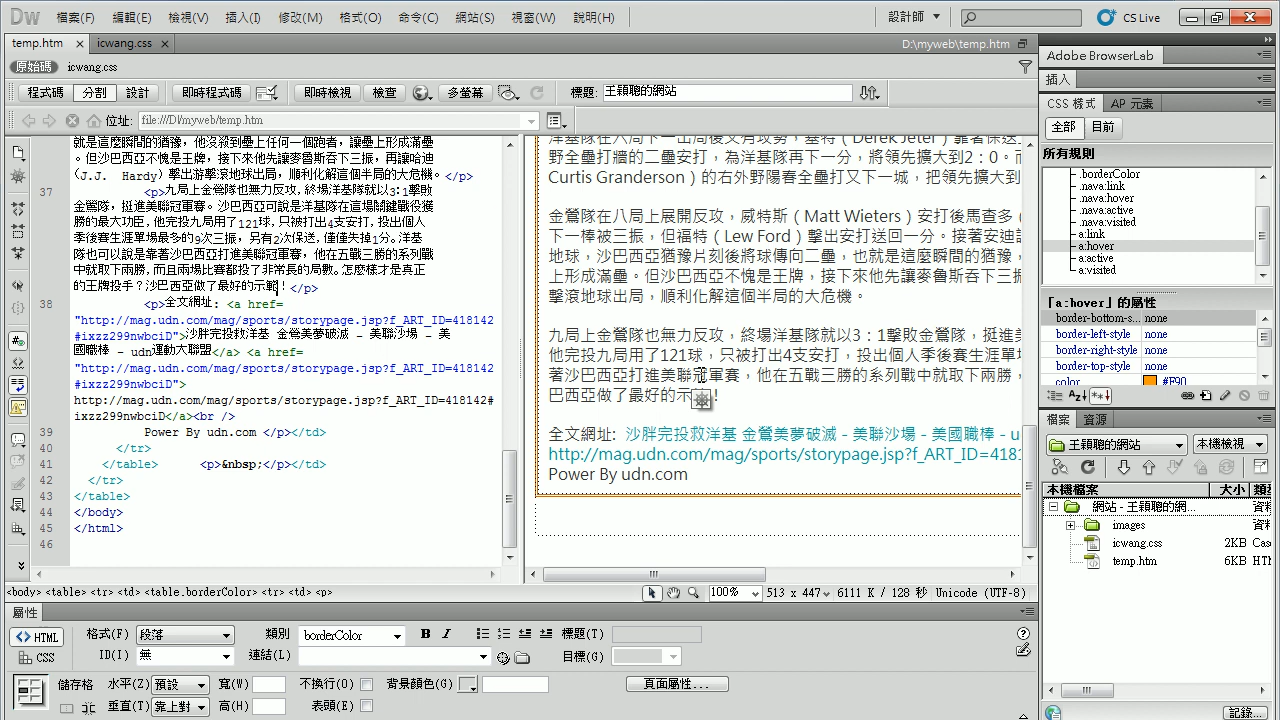 Dw 檔案(F) 編輯(E) 檢視(V) 插入(I) 修改(M) 格式(O) 命令(C) 網站(S) 視窗(W) 說明(H) 設計師 CS Live
temp.htm icwang.css D:\myweb\temp.htm
原始碼 icwang.css
程式碼 分割 設計 即時程式碼 即時檢視 檢查 多螢幕 標題: 王穎聰的網站
位址: file:///D|/myweb/temp.htm
就是這麼瞬間的猶豫，他沒殺到壘上任何一個跑者，讓壘上形成滿壘
。但沙巴西亞不愧是王牌，接下來他先讓麥魯斯吞下三振，再讓哈迪
(J.J. Hardy) 擊出游擊滾地球出局，順利化解這個半局的大危機。</p>
37 <p>九局上金鶯隊也無力反攻,終場洋基隊就以3:1擊敗
金鶯隊，挺進美聯冠軍賽。沙巴西亞可說是洋基隊在這場關鍵戰役獲
勝的最大功臣,他完投九局用了121球,只被打出4支安打,投出個人
季後賽生涯單場最多的9次三振，另有2次保送,僅僅失掉1分。洋基
隊也可以說是靠著沙巴西亞打進美聯冠軍賽，他在五戰三勝的系列戰
中就取下兩勝,而且兩場比賽都投了非常長的局數。怎麼樣才是真正
的王牌投手？沙巴西亞做了最好的示範！</p>
38 <p>全文網址: <a href=
"http://mag.udn.com/mag/sports/storypage.jsp?f_ART_ID=418142
#ixzz299nwbciD">沙胖完投救洋基 金鶯美夢破滅 - 美聯沙場 - 美
國職棒 - udn運動大聯盟</a> <a href=
"http://mag.udn.com/mag/sports/storypage.jsp?f_ART_ID=418142
#ixzz299nwbciD">
http://mag.udn.com/mag/sports/storypage.jsp?f_ART_ID=418142#
ixzz299nwbciD</a><br />
39 Power By udn.com </p></td>
40 </tr>
41 </table> <p>&nbsp;</p></td>
42 </tr>
43 </table>
44 </body>
45 </html>
46
洋基隊在六局下一出局後又有攻勢，基特（Derek Jeter）靠著保送上
野全壘打牆的二壘安打，為洋基隊再下一分，將領先擴大到2：0。而
Curtis Granderson）的右外野陽春全壘打又下一城，把領先擴大到
金鶯隊在八局上展開反攻，威特斯（Matt Wieters）安打後馬查多（
下一棒被三振，但福特（Lew Ford）擊出安打送回一分。接著安迪
地球，沙巴西亞猶豫片刻後將球傳向二壘，也就是這麼瞬間的猶豫，
上形成滿壘。但沙巴西亞不愧是王牌，接下來他先讓麥魯斯吞下三振
擊滾地球出局，順利化解這個半局的大危機。
九局上金鶯隊也無力反攻，終場洋基隊就以3：1擊敗金鶯隊，挺進美
他完投九局用了121球，只被打出4支安打，投出個人季後賽生涯單場
著沙巴西亞打進美聯冠軍賽，他在五戰三勝的系列戰中就取下兩勝，
巴西亞做了最好的示範！
全文網址: 沙胖完投救洋基 金鶯美夢破滅 - 美聯沙場 - 美國職棒 - u
http://mag.udn.com/mag/sports/storypage.jsp?f_ART_ID=4181
Power By udn.com
<body> <table> <tr> <td> <table.borderColor> <tr> <td> <p> 100% 513 x 447 6111 K / 128 秒 Unicode (UTF-8)
屬性
<> HTML 格式(F) 段落 類別 borderColor B I 標題(T)
CSS ID(I) 無 連結(L) 目標(G)
儲存格 水平(Z) 預設 寬(W) 不換行(O) 背景顏色(G) 頁面屬性...
垂直(T) 靠上對 高(H) 表頭(E)
Adobe BrowserLab
插入
CSS 樣式 AP 元素
全部 目前
所有規則
.borderColor
.nava:link
.nava:hover
.nava:active
.nava:visited
a:link
a:hover
a:active
a:visited
「a:hover」的屬性
border-bottom-s... none
border-left-style none
border-right-style none
border-top-style none
color #F90
檔案 資源
王穎聰的網站 本機檢視
本機檔案 大小 類
網站 - 王穎聰的網... 資料
images 資料
icwang.css 2KB Cas
temp.htm 6KB HT
記錄...